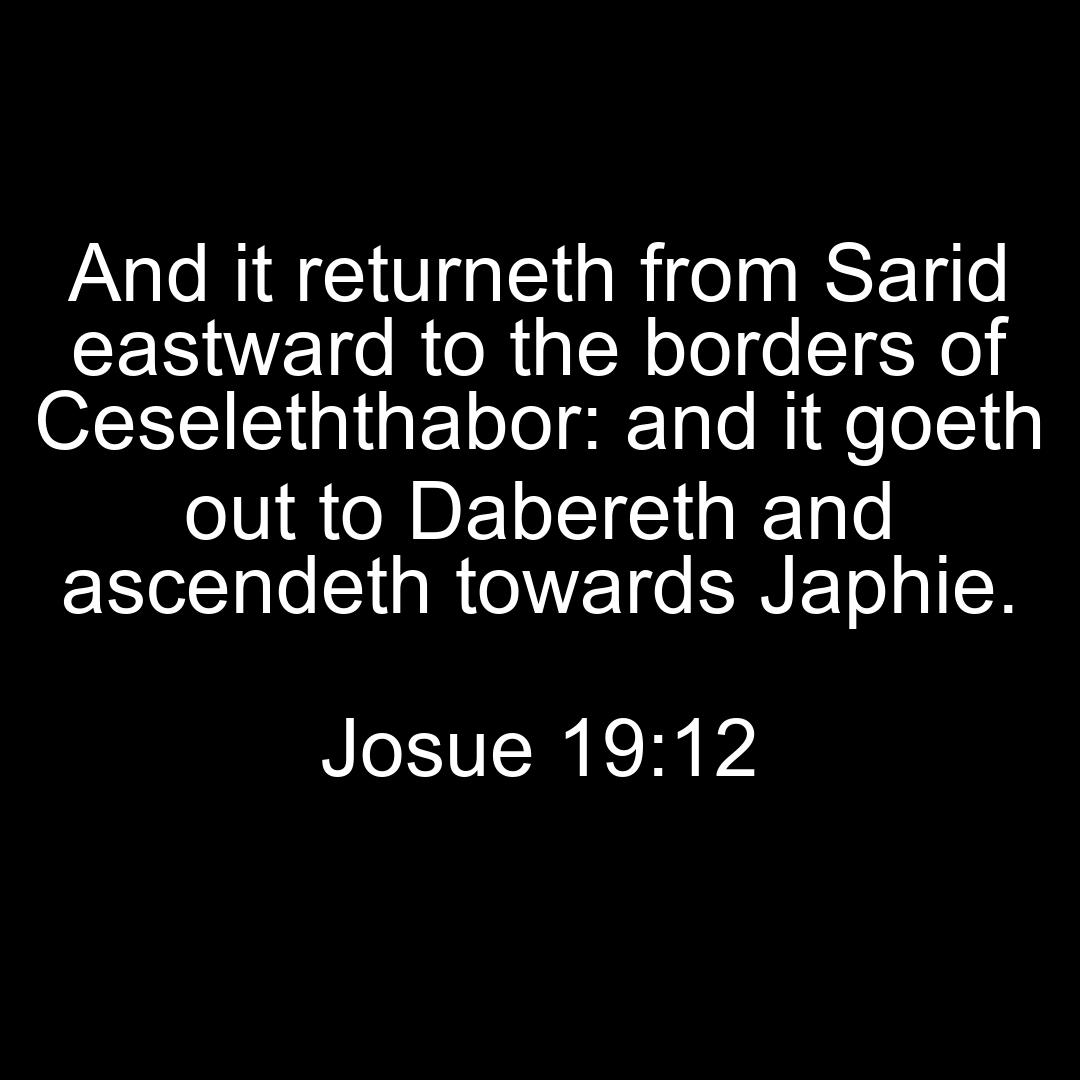 And it returneth from Sarid
eastward to the borders of
Ceseleththabor: and it goeth
out to Dabereth and
ascendeth towards Japhie.
Josue 19:12